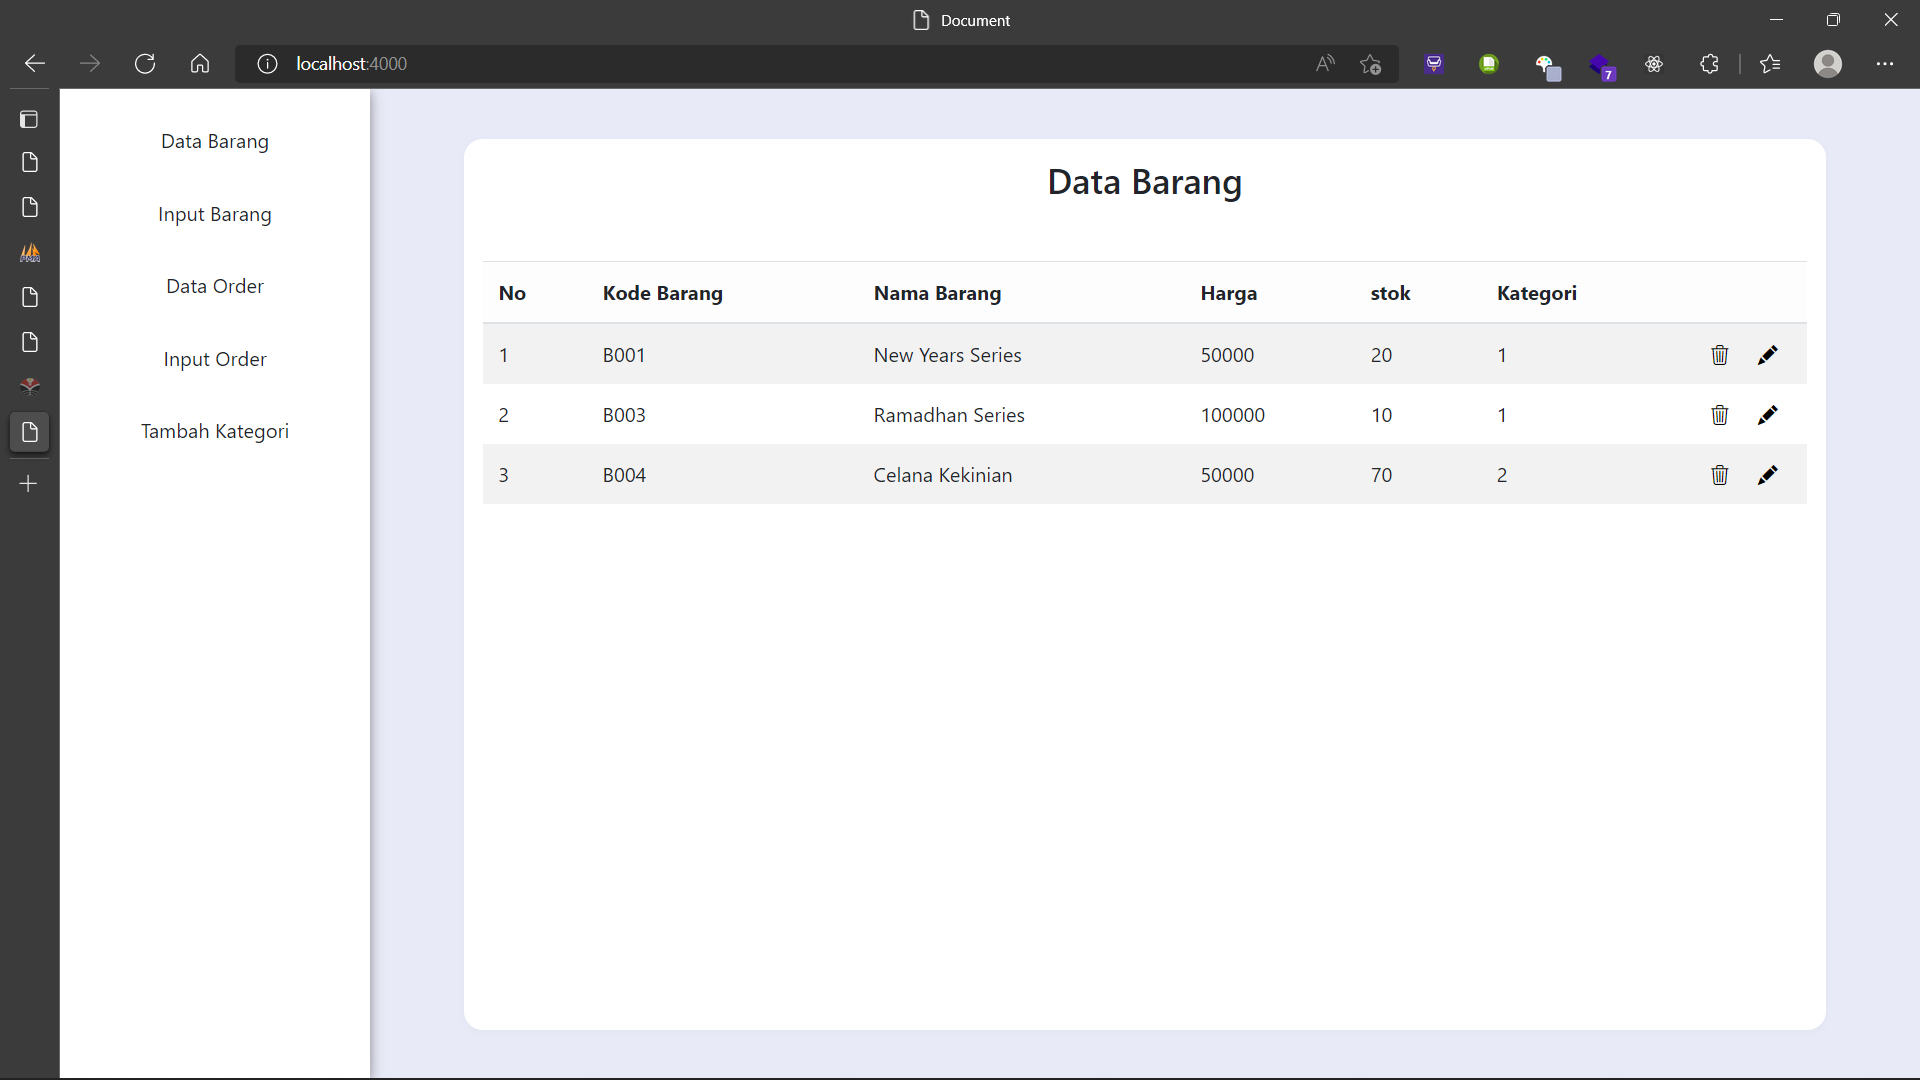 Document
localhost:4000
7
PMA
Data Barang
Input Barang
Data Order
Input Order
Tambah Kategori
Data Barang
No Kode Barang Nama Barang Harga stok Kategori
1 B001 New Years Series 50000 20 1
2 B003 Ramadhan Series 100000 10 1
3 B004 Celana Kekinian 50000 70 2